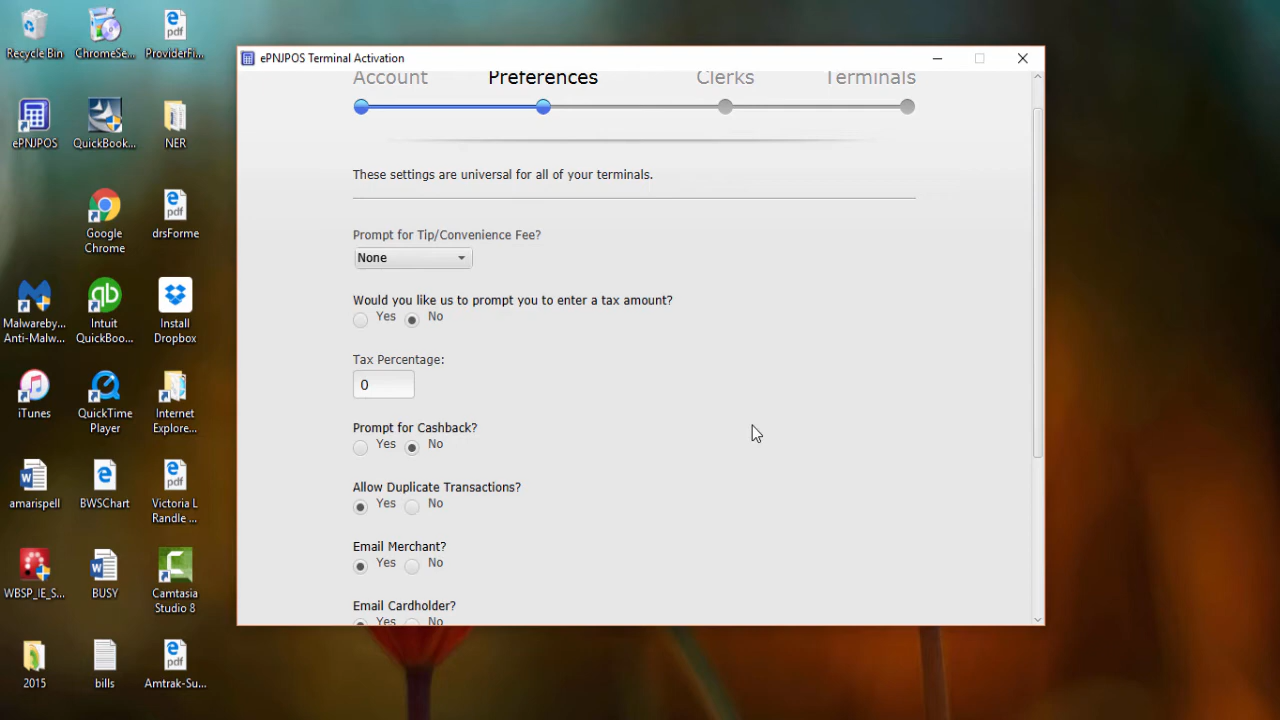 Recycle Bin
ChromeSe...
ProviderFi...
ePNJPOS
QuickBook...
NER
Google
Chrome
drsForme
Malwareby...
Anti-Malw...
Intuit
QuickBoo...
Install
Dropbox
iTunes
QuickTime
Player
Internet
Explore...
amarispell
BWSChart
Victoria L
Randle ...
WBSP_IE_S...
BUSY
Camtasia
Studio 8
2015
bills
Amtrak-Su...
ePNJPOS Terminal Activation
Account Preferences Clerks Terminals
These settings are universal for all of your terminals.
Prompt for Tip/Convenience Fee?
None
Would you like us to prompt you to enter a tax amount?
Yes No
Tax Percentage:
0
Prompt for Cashback?
Yes No
Allow Duplicate Transactions?
Yes No
Email Merchant?
Yes No
Email Cardholder?
Yes No